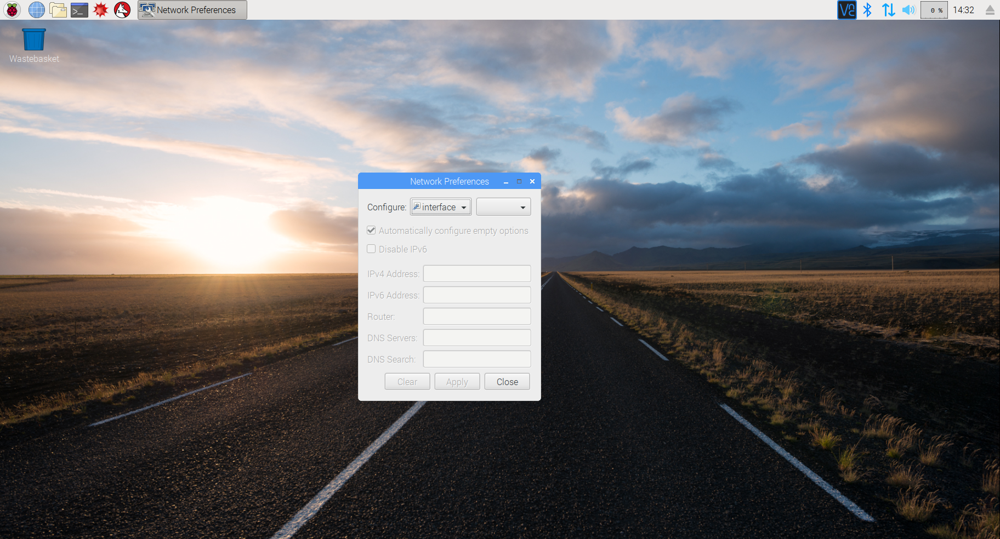 Network Preferences
VNC
0 %
14:32
Wastebasket
Network Preferences
Configure: interface
Automatically configure empty options
Disable IPv6
IPv4 Address:
IPv6 Address:
Router:
DNS Servers:
DNS Search:
Clear Apply Close